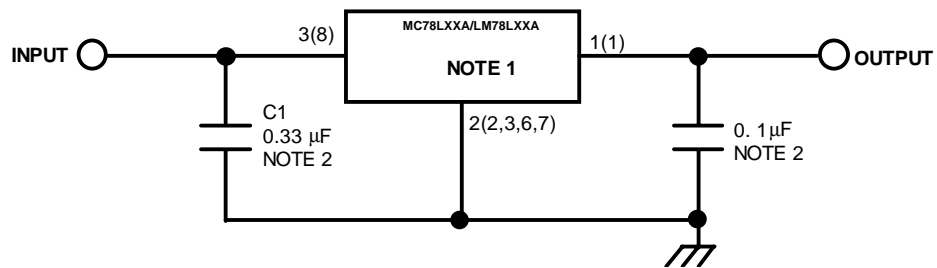 MC78LXXA/LM78LXXA
3(8)
1(1)
INPUT
NOTE 1
OUTPUT
C1
0.33 µF
NOTE 2
2(2,3,6,7)
0. 1µF
NOTE 2